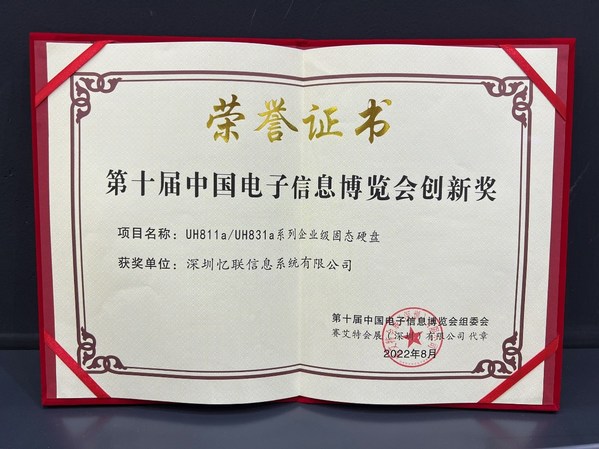 荣誉证书
第十届中国电子信息博览会创新奖
项目名称：UH811a/UH831a系列企业级固态硬盘
获奖单位：深圳忆联信息系统有限公司
第十届中国电子信息博览会组委会
赛艾特会展（深圳）有限公司 代章
2022年8月